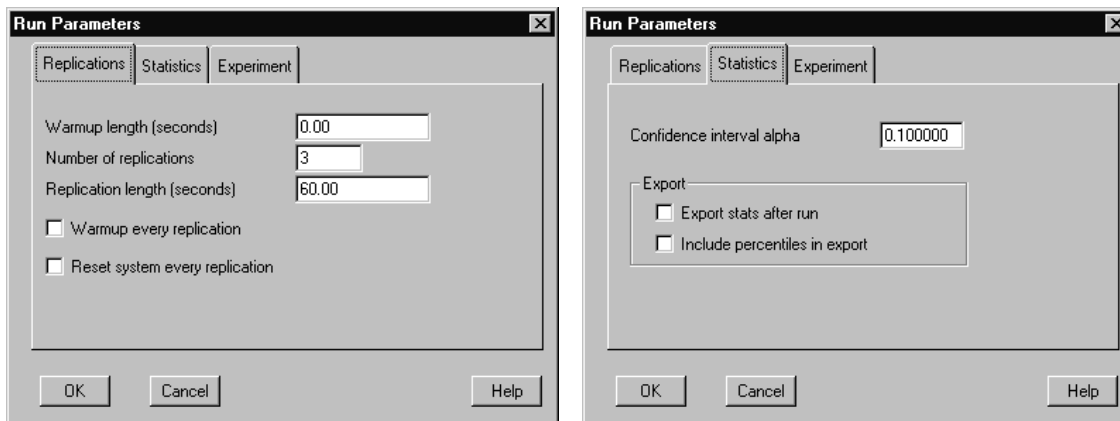 Run Parameters
Replications Statistics Experiment
Warmup length (seconds) 0.00
Number of replications 3
Replication length (seconds) 60.00
Warmup every replication
Reset system every replication
OK Cancel Help
Run Parameters
Replications Statistics Experiment
Confidence interval alpha 0.100000
Export
Export stats after run
Include percentiles in export
OK Cancel Help